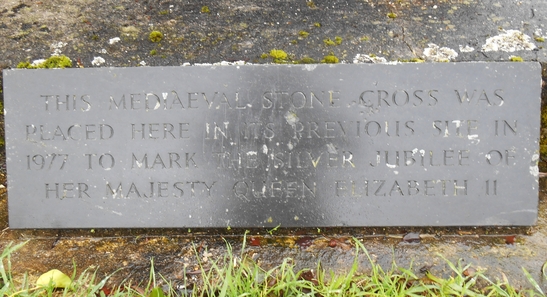 THIS MEDIAEVAL STONE CROSS WAS
PLACED HERE IN ITS PREVIOUS SITE IN
1977 TO MARK THE SILVER JUBILEE OF
HER MAJESTY QUEEN ELIZABETH II